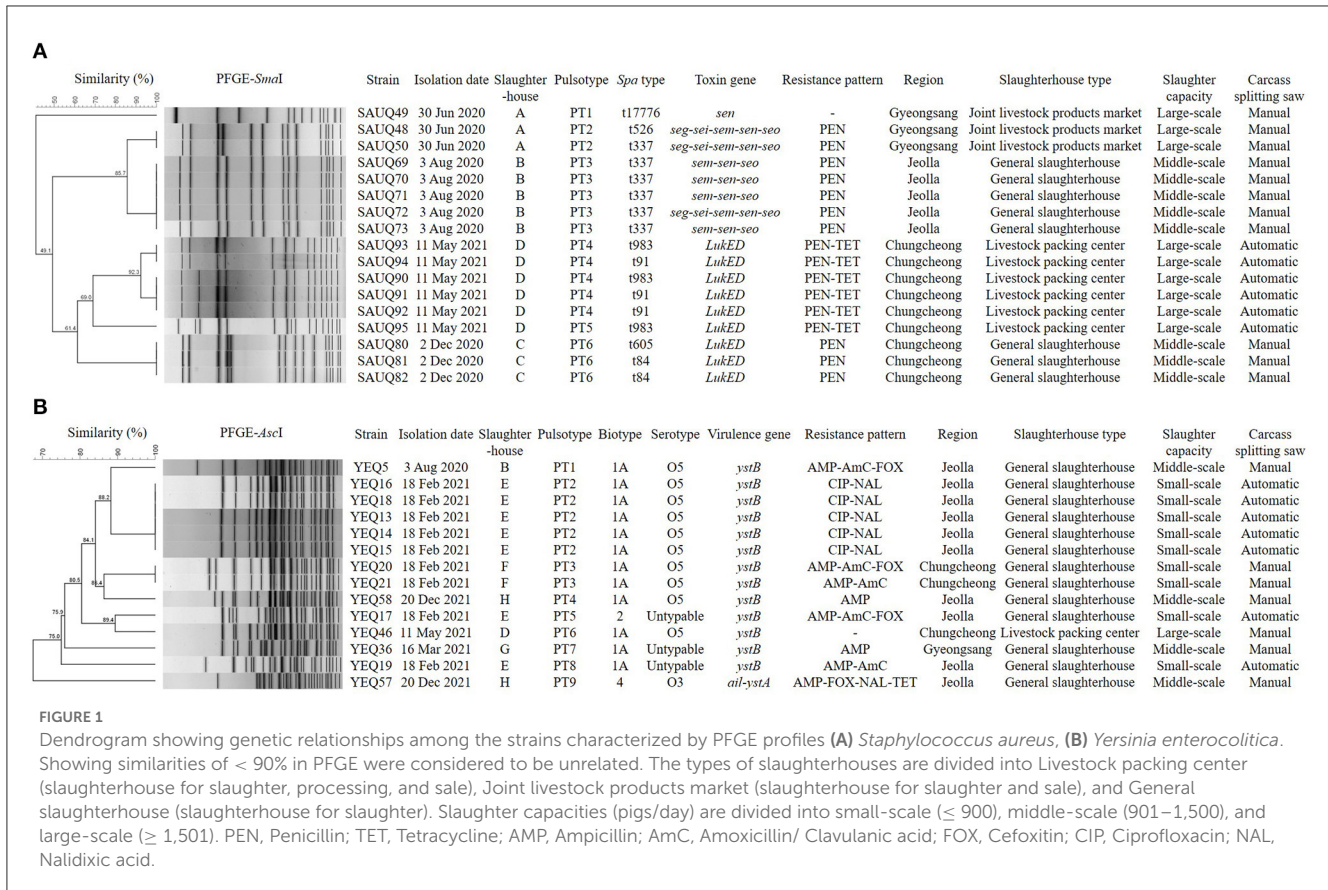 A
Similarity (%) PFGE-SmaI Strain Isolation date Slaughter-house Pulsotype Spa type Toxin gene Resistance pattern Region Slaughterhouse type Slaughter capacity Carcass splitting saw
40 50 60 70 80 90 100
SAUQ49 30 Jun 2020 A PT1 t17776 sen - Gyeongsang Joint livestock products market Large-scale Manual
SAUQ48 30 Jun 2020 A PT2 t526 seg-sei-sem-sen-seo PEN Gyeongsang Joint livestock products market Large-scale Manual
SAUQ50 30 Jun 2020 A PT2 t337 seg-sei-sem-sen-seo PEN Gyeongsang Joint livestock products market Large-scale Manual
85.7 SAUQ69 3 Aug 2020 B PT3 t337 sem-sen-seo PEN Jeolla General slaughterhouse Middle-scale Manual
SAUQ70 3 Aug 2020 B PT3 t337 sem-sen-seo PEN Jeolla General slaughterhouse Middle-scale Manual
SAUQ71 3 Aug 2020 B PT3 t337 sem-sen-seo PEN Jeolla General slaughterhouse Middle-scale Manual
SAUQ72 3 Aug 2020 B PT3 t337 seg-sei-sem-sen-seo PEN Jeolla General slaughterhouse Middle-scale Manual
SAUQ73 3 Aug 2020 B PT3 t337 sem-sen-seo PEN Jeolla General slaughterhouse Middle-scale Manual
49.1 SAUQ93 11 May 2021 D PT4 t983 LukED PEN-TET Chungcheong Livestock packing center Large-scale Automatic
SAUQ94 11 May 2021 D PT4 t91 LukED PEN-TET Chungcheong Livestock packing center Large-scale Automatic
92.3 SAUQ90 11 May 2021 D PT4 t983 LukED PEN-TET Chungcheong Livestock packing center Large-scale Automatic
69.0 SAUQ91 11 May 2021 D PT4 t91 LukED PEN-TET Chungcheong Livestock packing center Large-scale Automatic
SAUQ92 11 May 2021 D PT4 t91 LukED PEN-TET Chungcheong Livestock packing center Large-scale Automatic
61.4 SAUQ95 11 May 2021 D PT5 t983 LukED PEN-TET Chungcheong Livestock packing center Large-scale Automatic
SAUQ80 2 Dec 2020 C PT6 t605 LukED PEN Chungcheong General slaughterhouse Middle-scale Manual
SAUQ81 2 Dec 2020 C PT6 t84 LukED PEN Chungcheong General slaughterhouse Middle-scale Manual
SAUQ82 2 Dec 2020 C PT6 t84 LukED PEN Chungcheong General slaughterhouse Middle-scale Manual
B
Similarity (%) PFGE-AscI Strain Isolation date Slaughter-house Pulsotype Biotype Serotype Virulence gene Resistance pattern Region Slaughterhouse type Slaughter capacity Carcass splitting saw
70 80 90 100
YEQ5 3 Aug 2020 B PT1 1A O5 ystB AMP-AmC-FOX Jeolla General slaughterhouse Middle-scale Manual
YEQ16 18 Feb 2021 E PT2 1A O5 ystB CIP-NAL Jeolla General slaughterhouse Small-scale Automatic
88.2 YEQ18 18 Feb 2021 E PT2 1A O5 ystB CIP-NAL Jeolla General slaughterhouse Small-scale Automatic
YEQ13 18 Feb 2021 E PT2 1A O5 ystB CIP-NAL Jeolla General slaughterhouse Small-scale Automatic
YEQ14 18 Feb 2021 E PT2 1A O5 ystB CIP-NAL Jeolla General slaughterhouse Small-scale Automatic
84.1 YEQ15 18 Feb 2021 E PT2 1A O5 ystB CIP-NAL Jeolla General slaughterhouse Small-scale Automatic
YEQ20 18 Feb 2021 F PT3 1A O5 ystB AMP-AmC-FOX Chungcheong General slaughterhouse Small-scale Manual
80.5 YEQ21 18 Feb 2021 F PT3 1A O5 ystB AMP-AmC Chungcheong General slaughterhouse Small-scale Manual
YEQ58 20 Dec 2021 H PT4 1A O5 ystB AMP Jeolla General slaughterhouse Middle-scale Manual
75.9 YEQ17 18 Feb 2021 E PT5 2 Untypable ystB AMP-AmC-FOX Jeolla General slaughterhouse Small-scale Automatic
89.4 YEQ46 11 May 2021 D PT6 1A O5 ystB - Chungcheong Livestock packing center Large-scale Manual
75.0 YEQ36 16 Mar 2021 G PT7 1A Untypable ystB AMP Gyeongsang General slaughterhouse Middle-scale Manual
YEQ19 18 Feb 2021 E PT8 1A Untypable ystB AMP-AmC Jeolla General slaughterhouse Small-scale Automatic
YEQ57 20 Dec 2021 H PT9 4 O3 ail-ystA AMP-FOX-NAL-TET Jeolla General slaughterhouse Middle-scale Manual
FIGURE 1
Dendrogram showing genetic relationships among the strains characterized by PFGE profiles (A) Staphylococcus aureus, (B) Yersinia enterocolitica.
Showing similarities of < 90% in PFGE were considered to be unrelated. The types of slaughterhouses are divided into Livestock packing center
(slaughterhouse for slaughter, processing, and sale), Joint livestock products market (slaughterhouse for slaughter and sale), and General
slaughterhouse (slaughterhouse for slaughter). Slaughter capacities (pigs/day) are divided into small-scale (≤ 900), middle-scale (901–1,500), and
large-scale (≥ 1,501). PEN, Penicillin; TET, Tetracycline; AMP, Ampicillin; AmC, Amoxicillin/ Clavulanic acid; FOX, Cefoxitin; CIP, Ciprofloxacin; NAL,
Nalidixic acid.